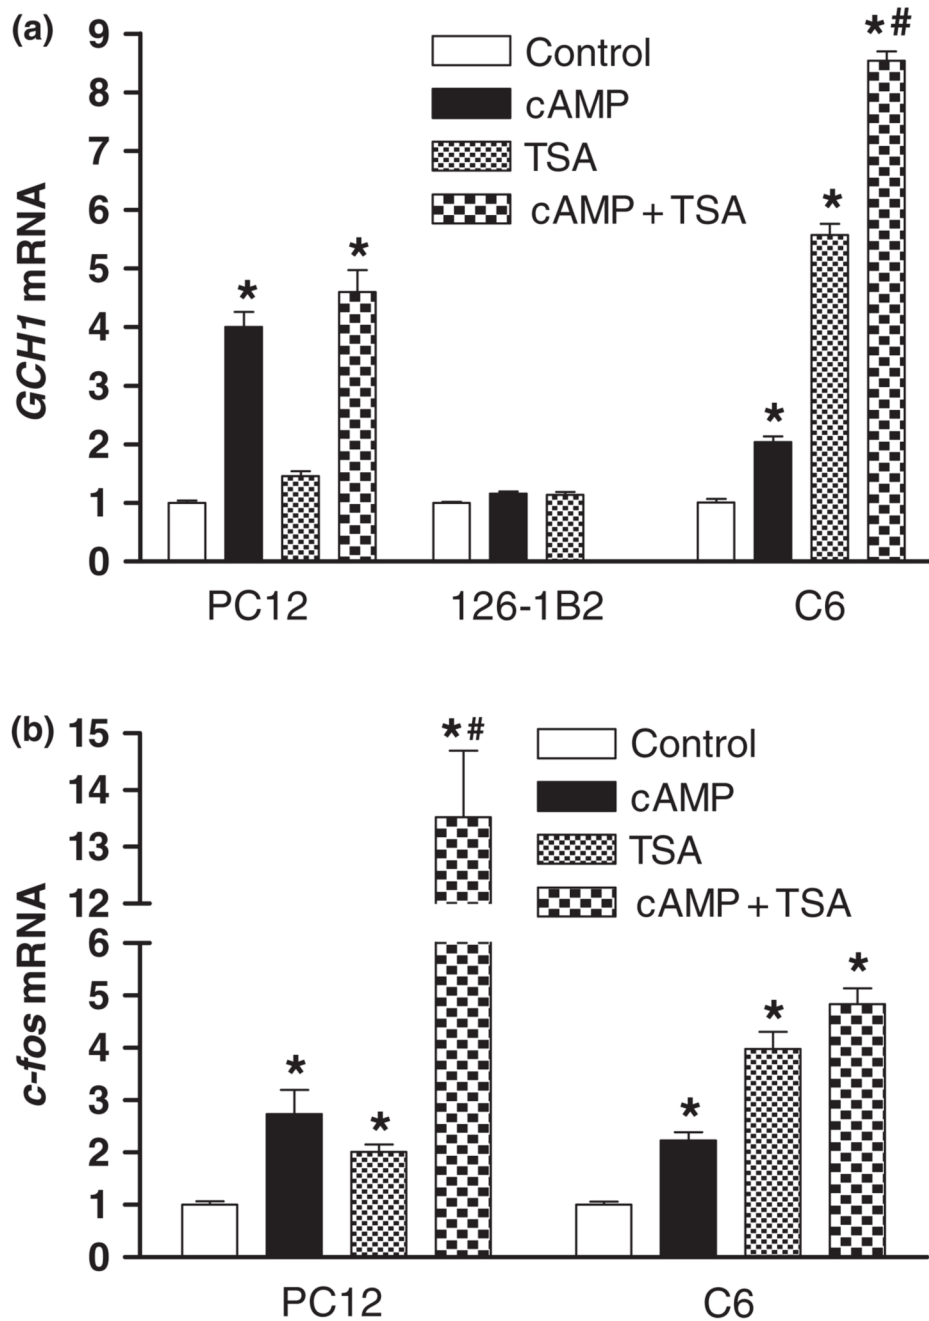 (a)
9
8
7
6
5
4
3
2
1
0
GCH1 mRNA
Control
cAMP
TSA
cAMP + TSA
*
*
*
*
*#
PC12
126-1B2
C6
(b)
15
14
13
12
6
5
4
3
2
1
0
c-fos mRNA
Control
cAMP
TSA
cAMP + TSA
*
*
*#
*
*
*
PC12
C6